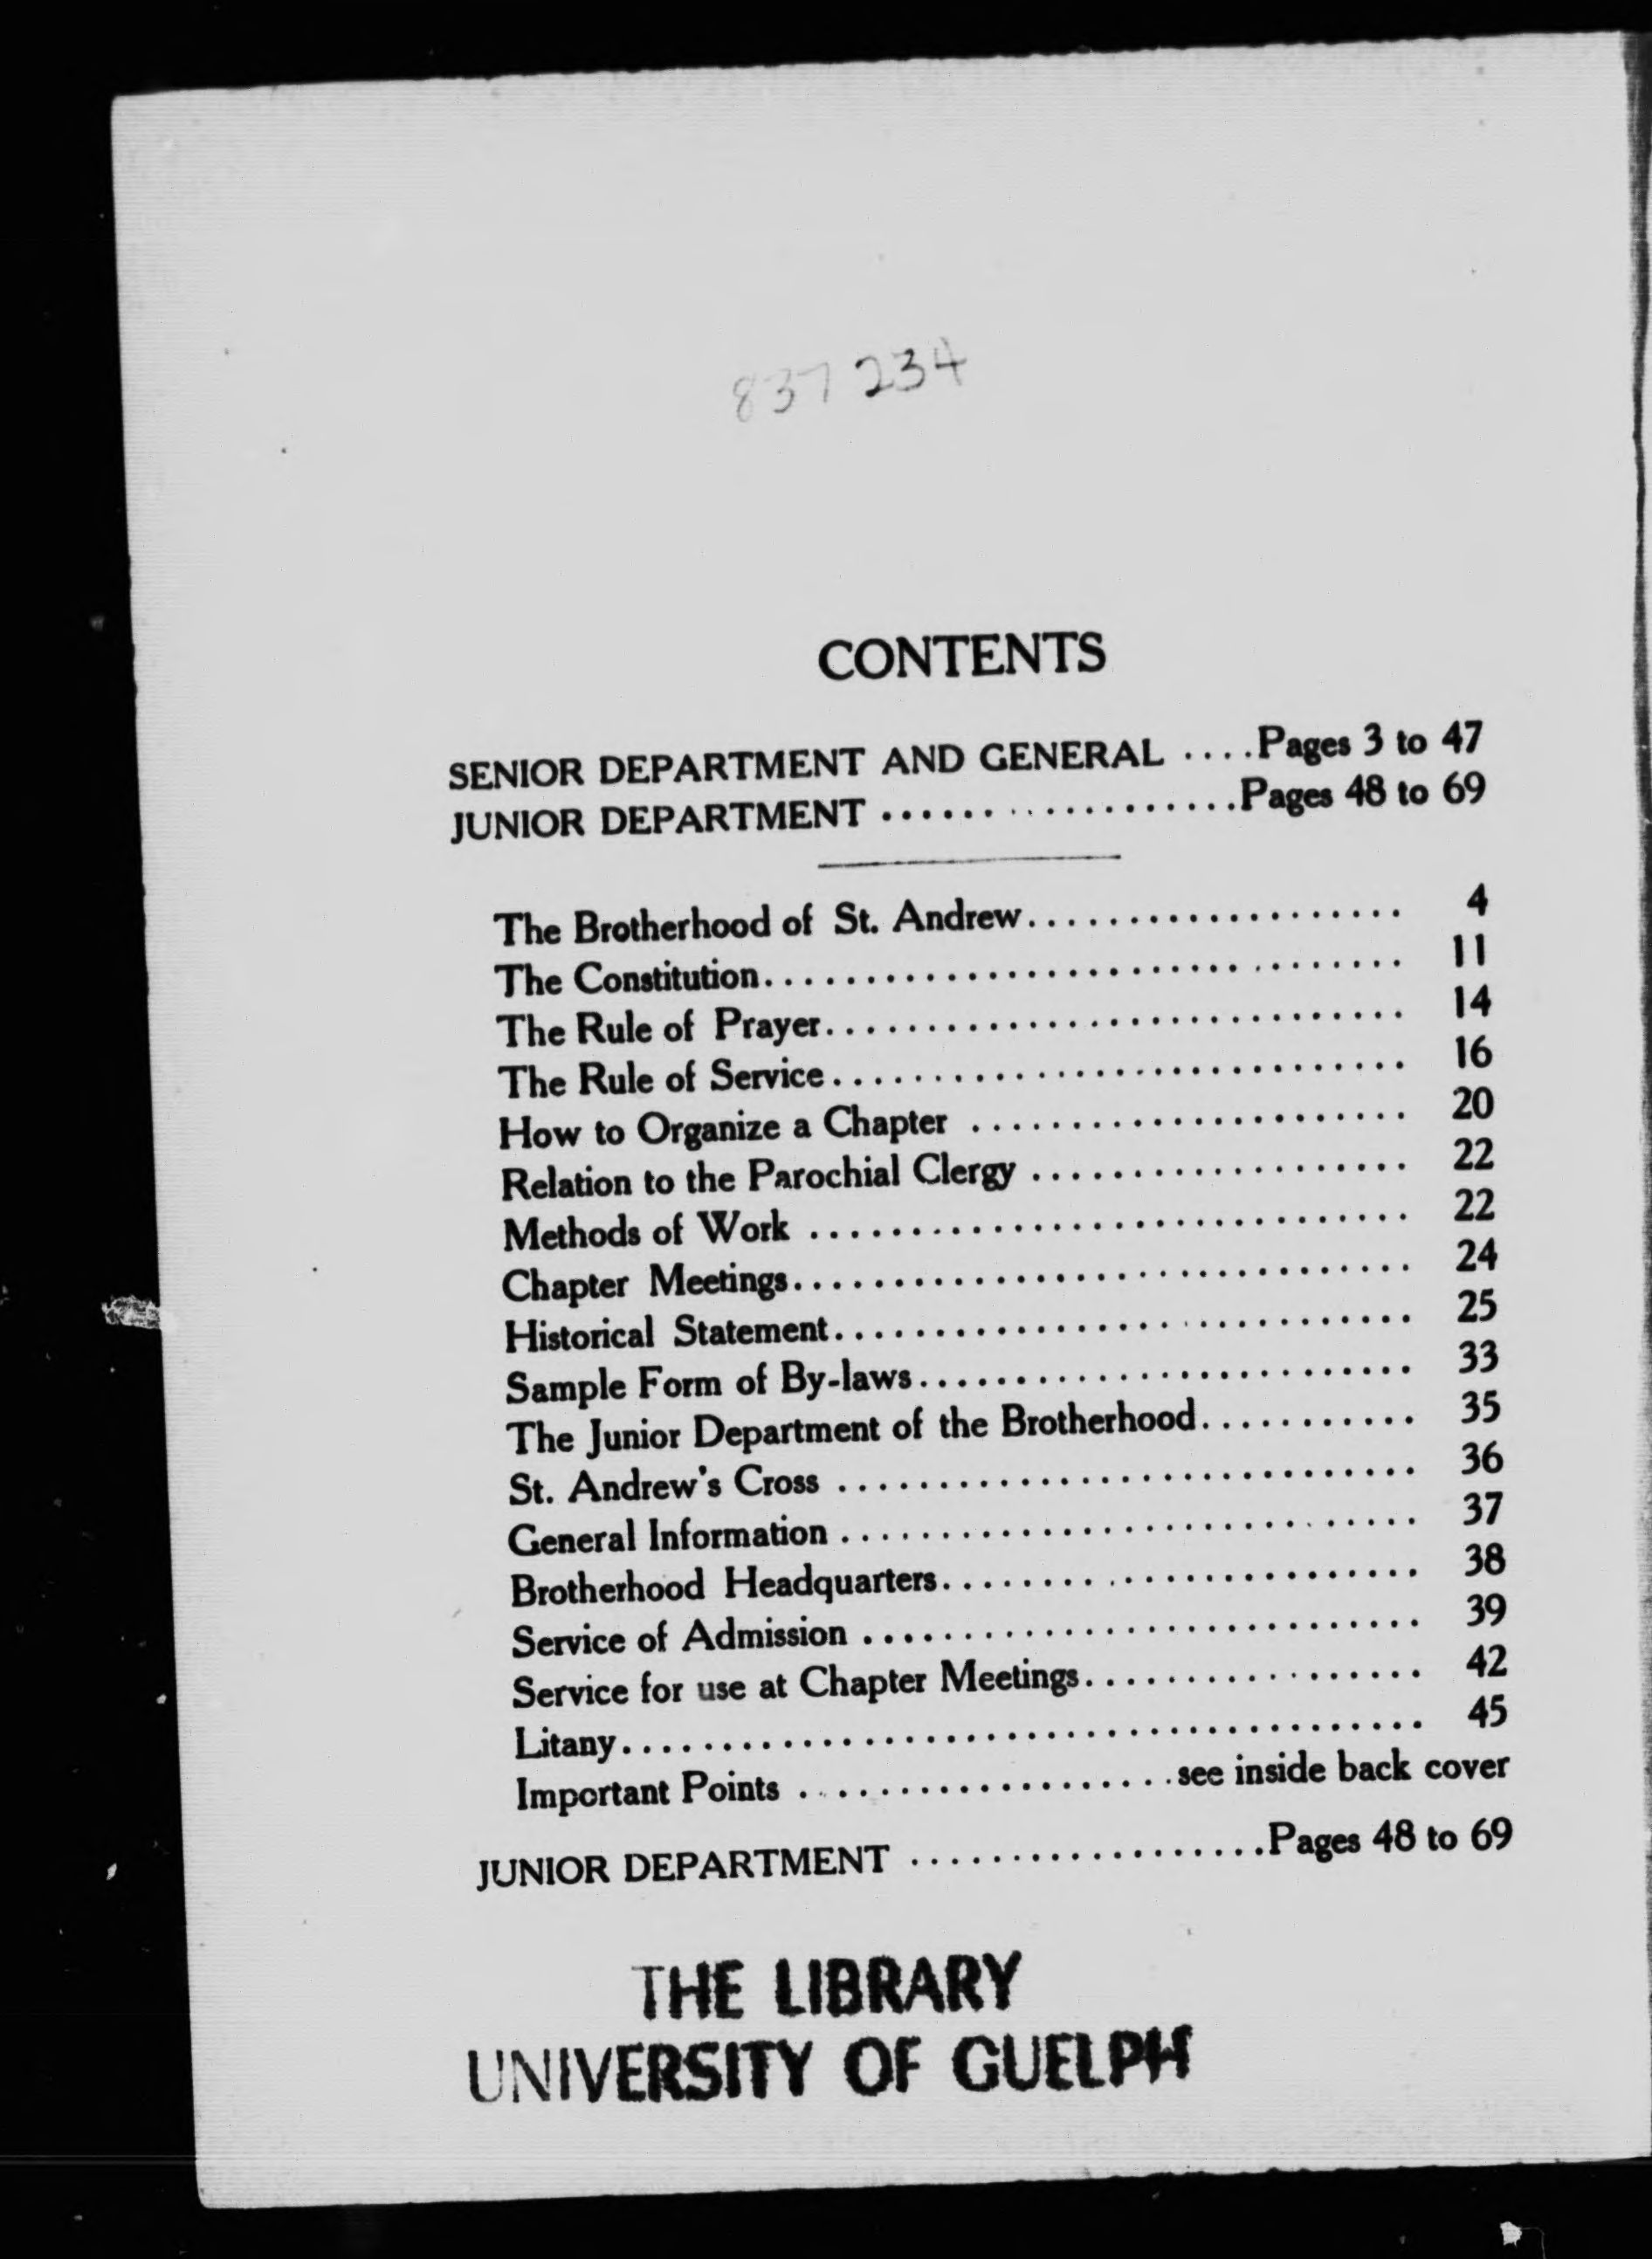 837 234
CONTENTS
SENIOR DEPARTMENT AND GENERAL ....Pages 3 to 47
JUNIOR DEPARTMENT ..................Pages 48 to 69
The Brotherhood of St. Andrew................... 4
The Constitution................................ 11
The Rule of Prayer............................. 14
The Rule of Service............................. 16
How to Organize a Chapter ...................... 20
Relation to the Parochial Clergy ................... 22
Methods of Work .............................. 22
Chapter Meetings............................... 24
Historical Statement............................. 25
Sample Form of By-laws......................... 33
The Junior Department of the Brotherhood........... 35
St. Andrew's Cross ............................. 36
General Information ............................. 37
Brotherhood Headquarters........................ 38
Service of Admission ............................ 39
Service for use at Chapter Meetings................. 42
Litany........................................ 45
Important Points ...................see inside back cover
JUNIOR DEPARTMENT ..................Pages 48 to 69
THE LIBRARY
UNIVERSITY OF GUELPH